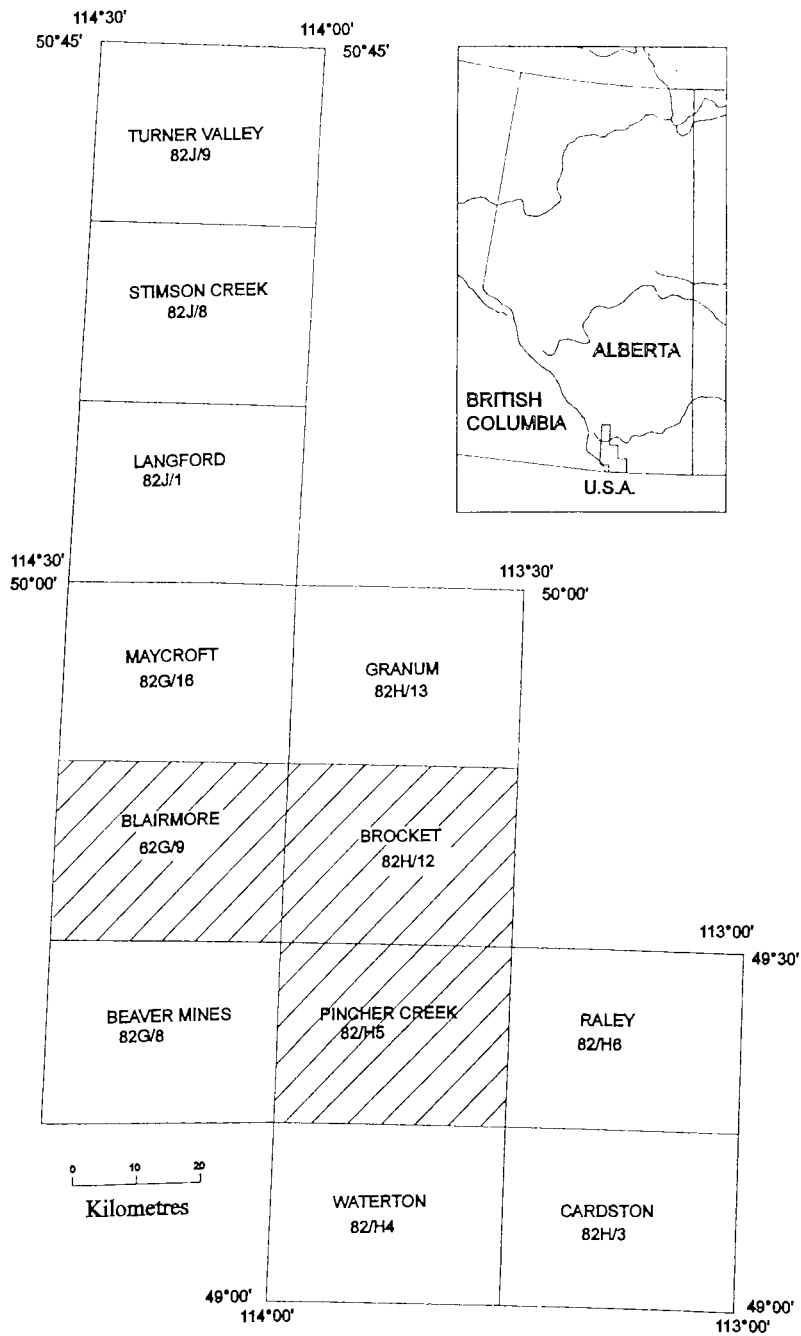 114°30'
50°45'
114°00'
50°45'
TURNER VALLEY
82J/9
STIMSON CREEK
82J/8
LANGFORD
82J/1
ALBERTA
BRITISH
COLUMBIA
U.S.A.
114°30'
50°00'
113°30'
50°00'
MAYCROFT
82G/16
GRANUM
82H/13
BLAIRMORE
62G/9
BROCKET
82H/12
113°00'
49°30'
BEAVER MINES
82G/8
PINCHER CREEK
82/H5
RALEY
82/H6
0 10 20
Kilometres
WATERTON
82/H4
CARDSTON
82H/3
49°00'
114°00'
49°00'
113°00'